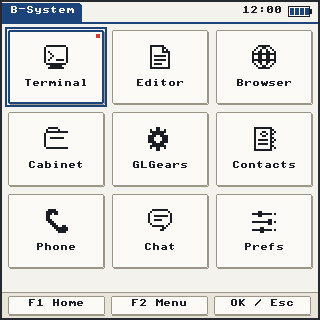 B-System 12:00
Terminal Editor Browser
Cabinet GLGears Contacts
Phone Chat Prefs
F1 Home F2 Menu OK / Esc